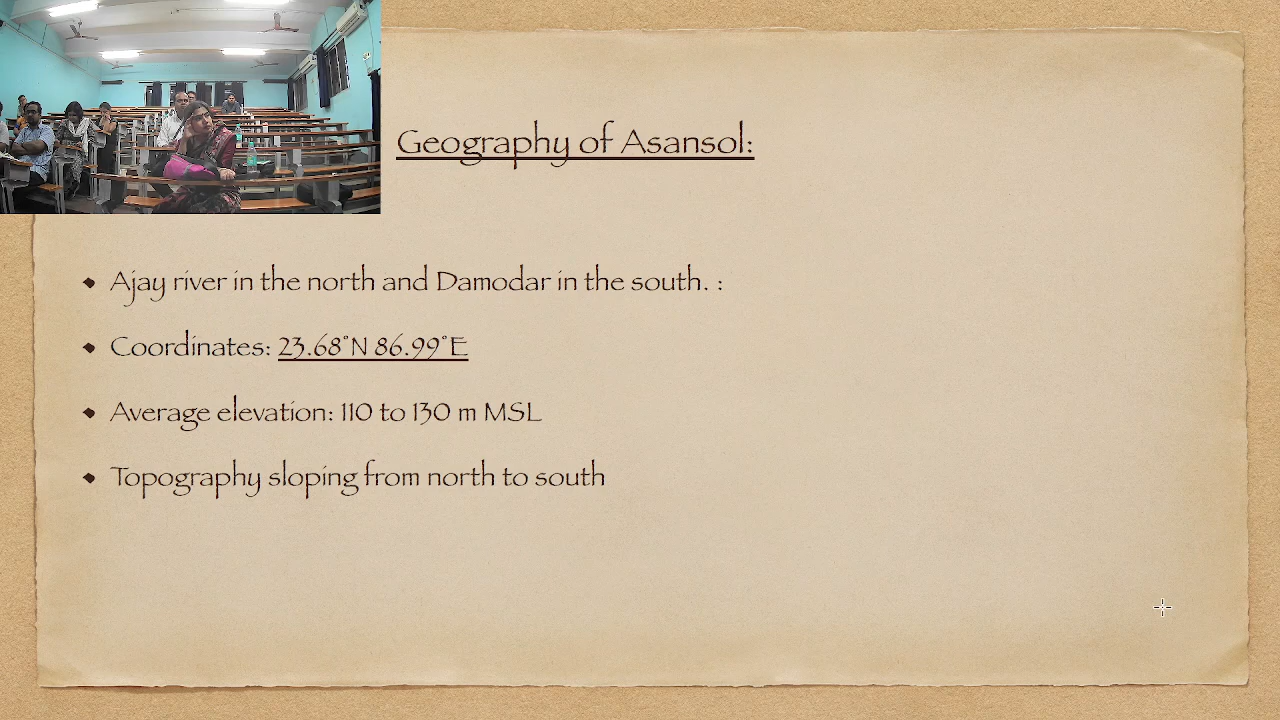 Geography of Asansol:
• Ajay river in the north and Damodar in the south. :
• Coordinates: 23.68°N 86.99°E
• Average elevation: 110 to 130 m MSL
• Topography sloping from north to south